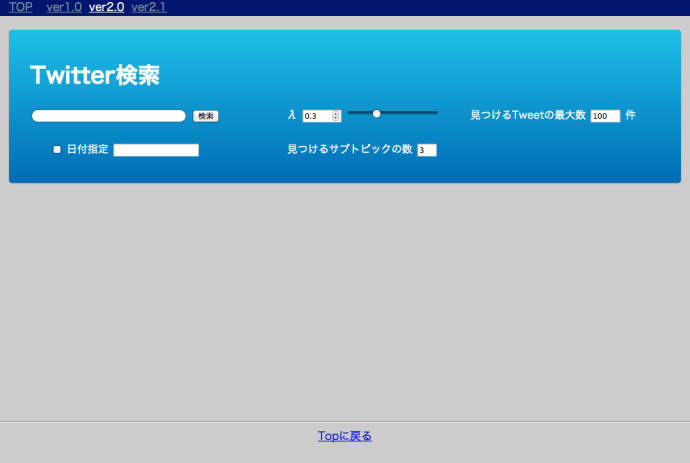 TOP ver1.0 ver2.0 ver2.1
Twitter検索
検索 λ 0.3 見つけるTweetの最大数 100 件
日付指定 見つけるサブトピックの数 3
Topに戻る